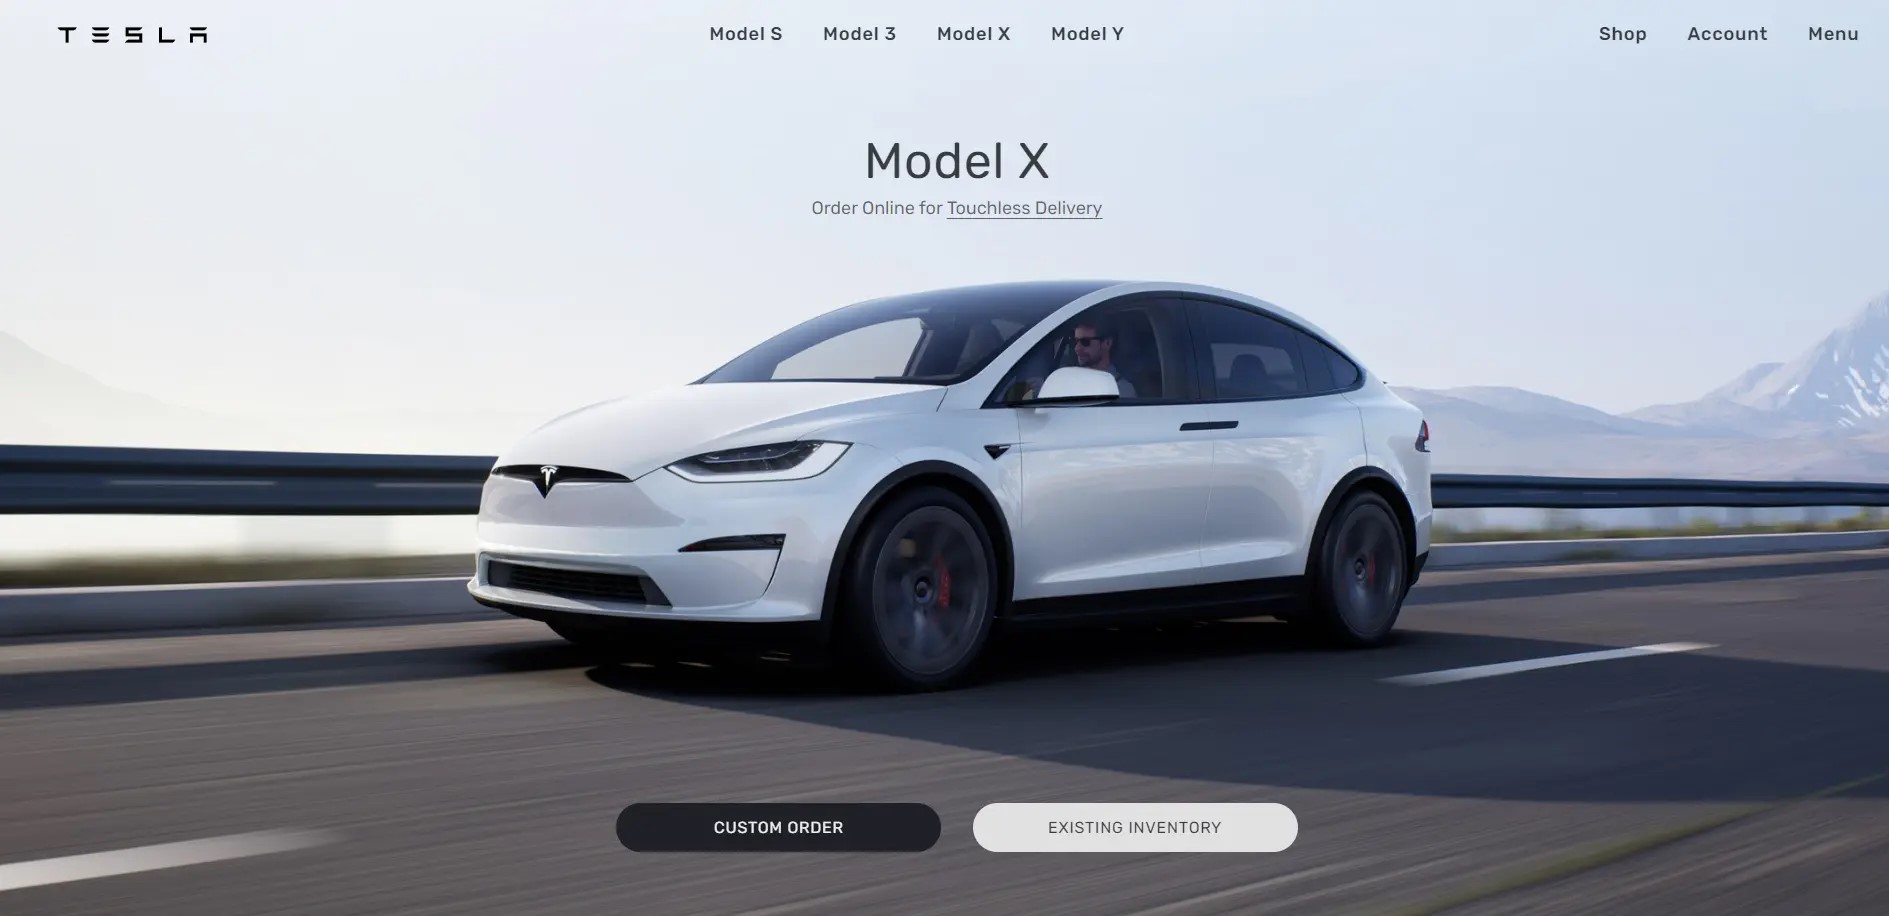 TESLA
Model S Model 3 Model X Model Y
Shop Account Menu
Model X
Order Online for Touchless Delivery
CUSTOM ORDER
EXISTING INVENTORY